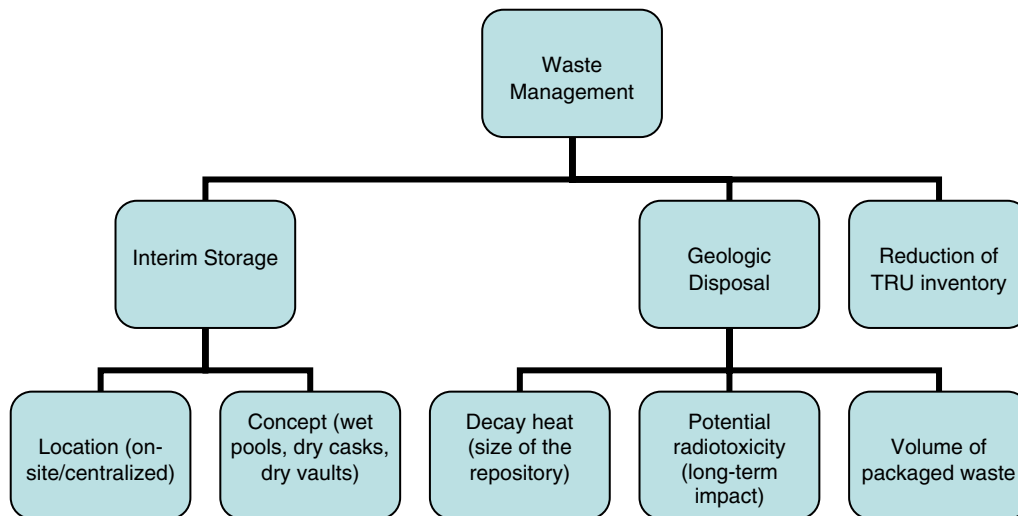 Waste
Management
Interim Storage
Geologic
Disposal
Reduction of
TRU inventory
Location (on-
site/centralized)
Concept (wet
pools, dry casks,
dry vaults)
Decay heat
(size of the
repository)
Potential
radiotoxicity
(long-term
impact)
Volume of
packaged waste